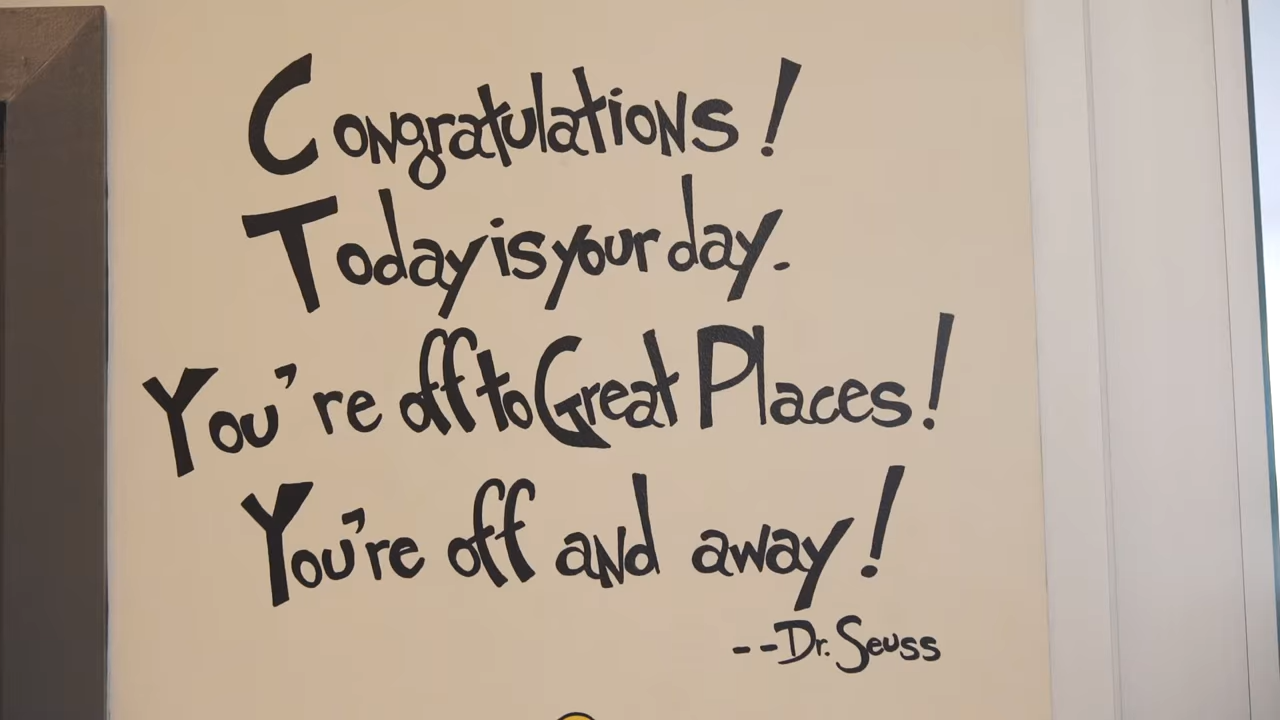 Congratulations!
Today is your day.
You're off to Great Places!
You're off and away!
--Dr. Seuss